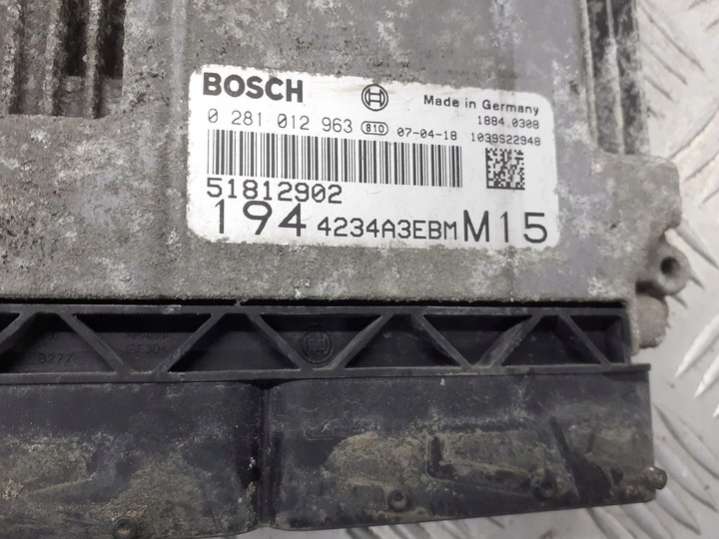 BOSCH Made in Germany
1884.0308
0 281 012 963 810 07-04-18 1039S22948
51812902
194 4234A3EBM M15